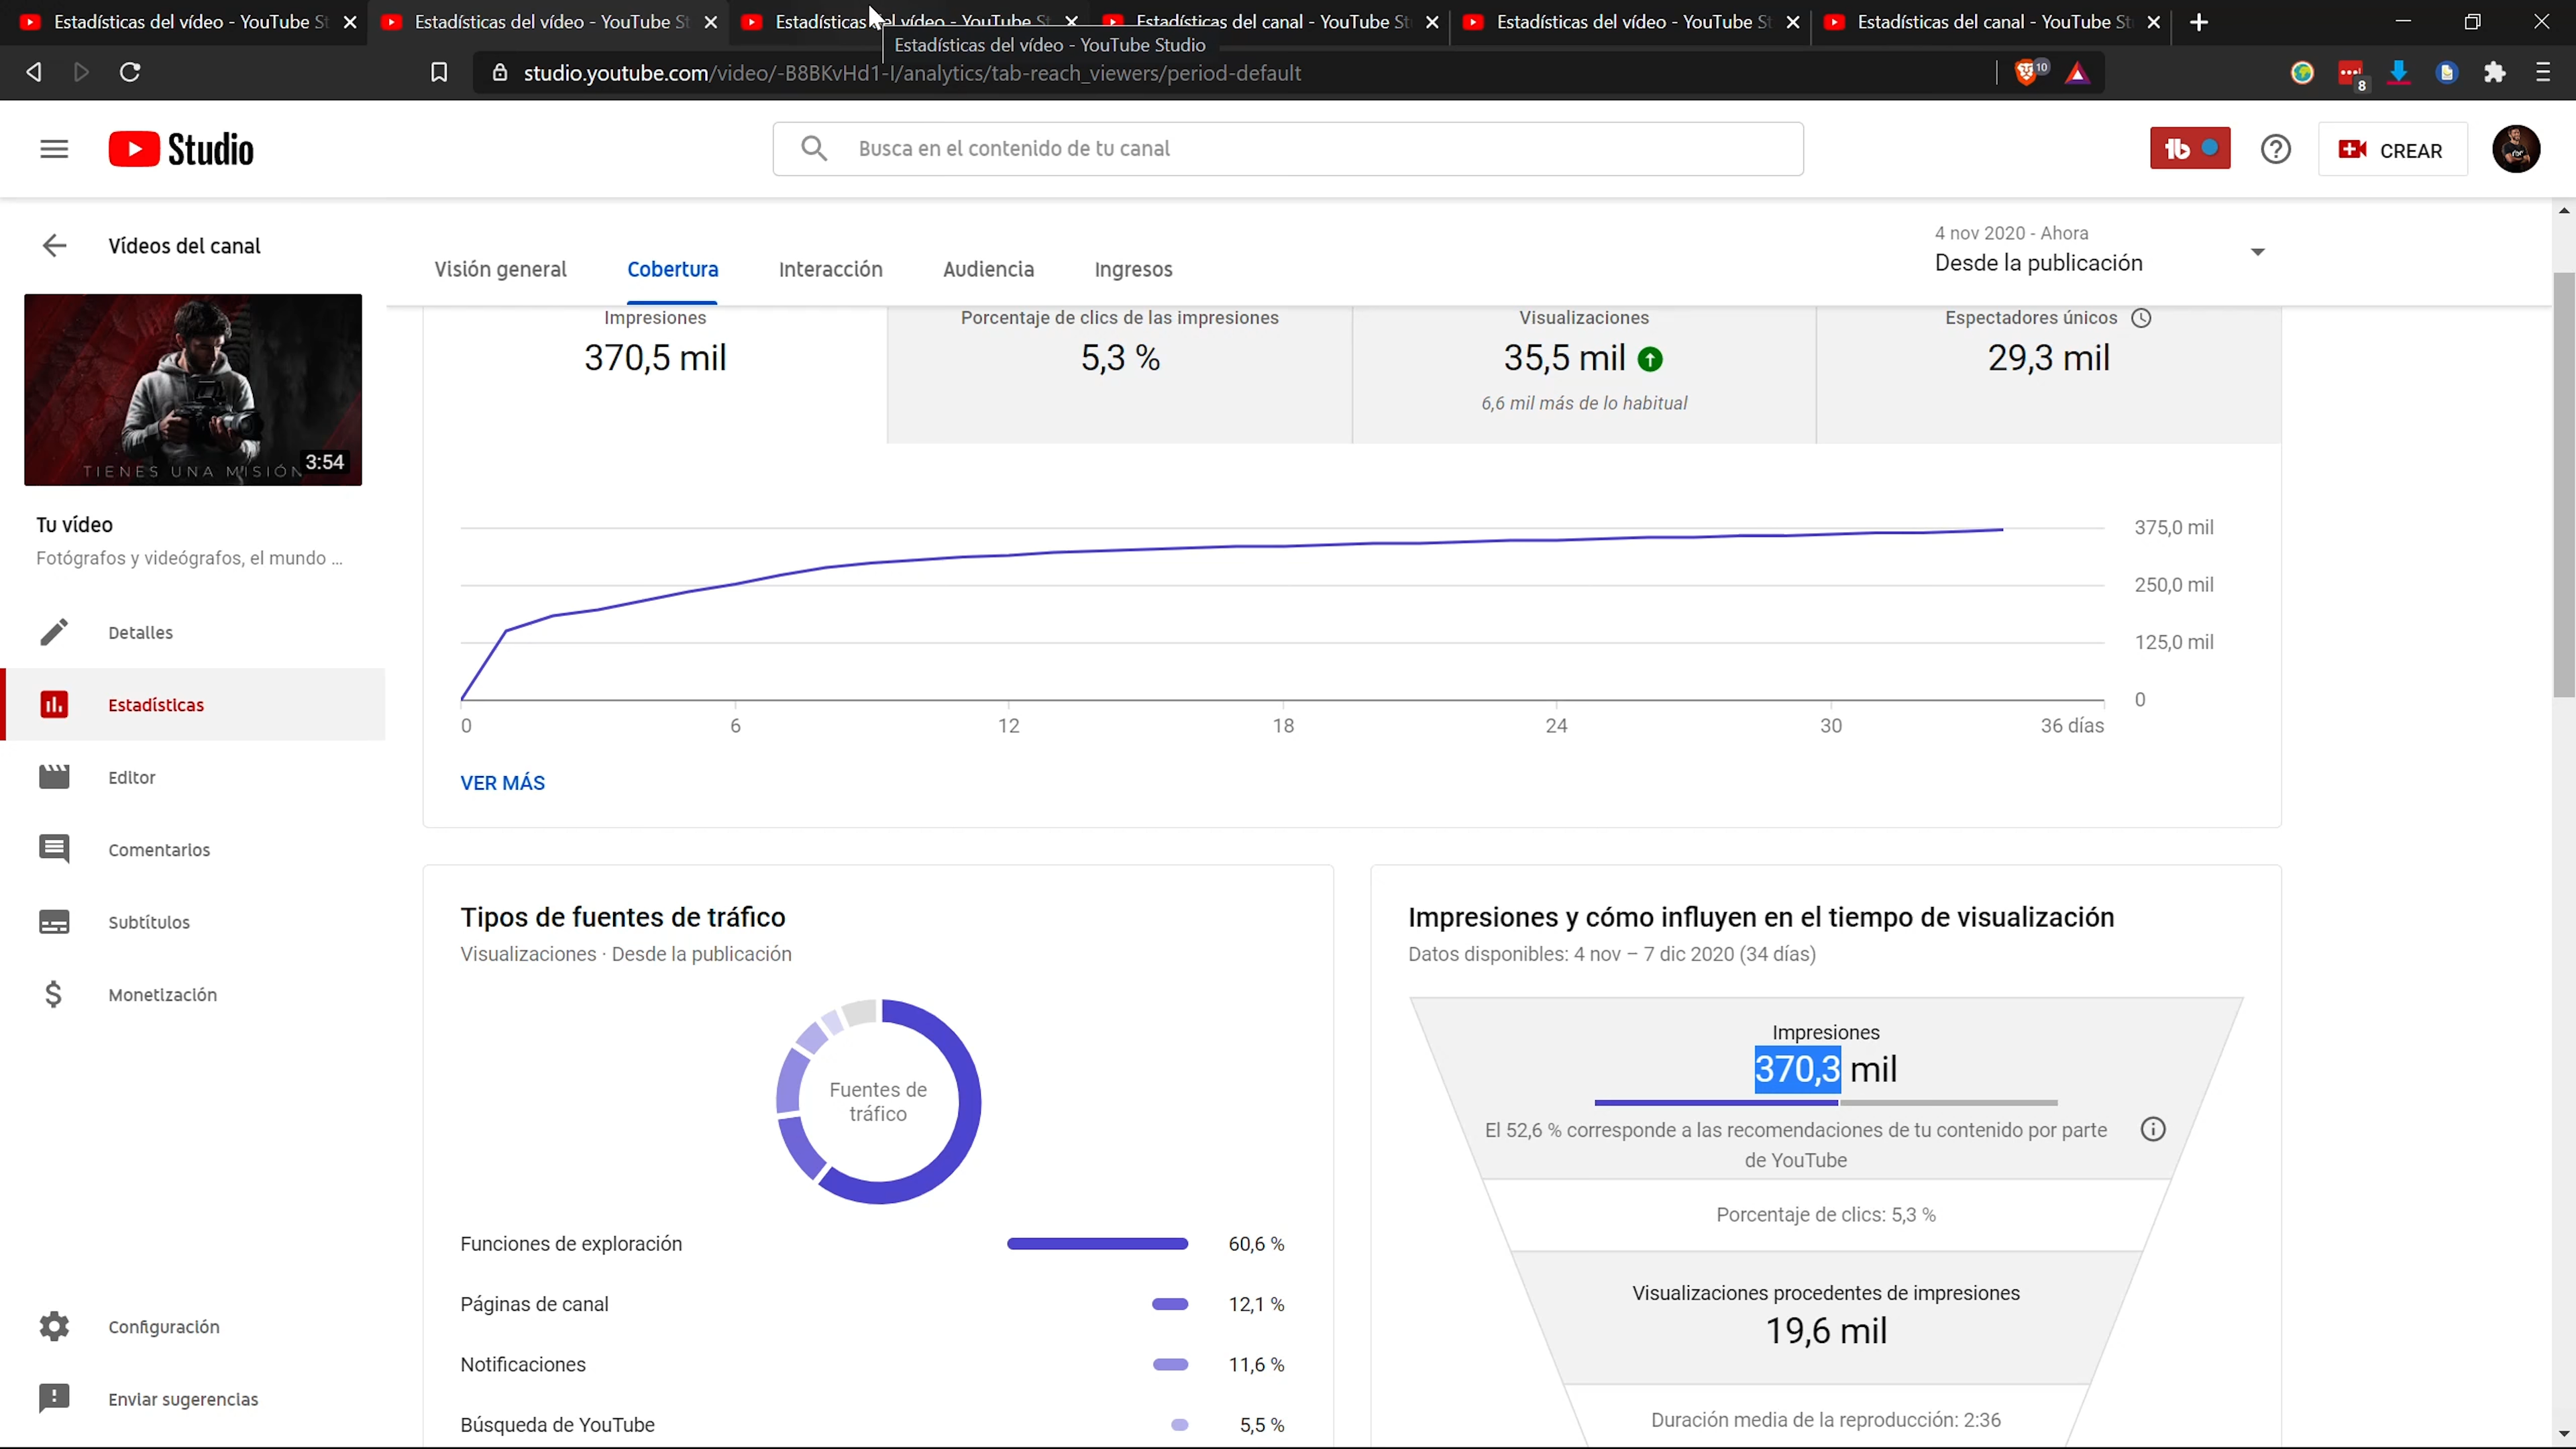 Estadísticas del vídeo - YouTube St
Estadísticas del vídeo - YouTube St
Estadísticas del vídeo - YouTube St
Estadísticas del canal - YouTube St
Estadísticas del vídeo - YouTube St
Estadísticas del canal - YouTube St
Estadísticas del vídeo - YouTube Studio
studio.youtube.com/video/-B8BKvHd1-I/analytics/tab-reach_viewers/period-default
10
8
Studio
Busca en el contenido de tu canal
tb
CREAR
Vídeos del canal
TIENES UNA MISIÓN
3:54
Tu vídeo
Fotógrafos y videógrafos, el mundo ...
Detalles
Estadísticas
Editor
Comentarios
Subtítulos
Monetización
Configuración
Enviar sugerencias
Visión general
Cobertura
Interacción
Audiencia
Ingresos
4 nov 2020 - Ahora
Desde la publicación
Impresiones
370,5 mil
Porcentaje de clics de las impresiones
5,3 %
Visualizaciones
35,5 mil
6,6 mil más de lo habitual
Espectadores únicos
29,3 mil
375,0 mil
250,0 mil
125,0 mil
0
0 6 12 18 24 30 36 días
VER MÁS
Tipos de fuentes de tráfico
Visualizaciones · Desde la publicación
Fuentes de
tráfico
Funciones de exploración 60,6 %
Páginas de canal 12,1 %
Notificaciones 11,6 %
Búsqueda de YouTube 5,5 %
Impresiones y cómo influyen en el tiempo de visualización
Datos disponibles: 4 nov – 7 dic 2020 (34 días)
Impresiones
370,3 mil
El 52,6 % corresponde a las recomendaciones de tu contenido por parte
de YouTube
Porcentaje de clics: 5,3 %
Visualizaciones procedentes de impresiones
19,6 mil
Duración media de la reproducción: 2:36